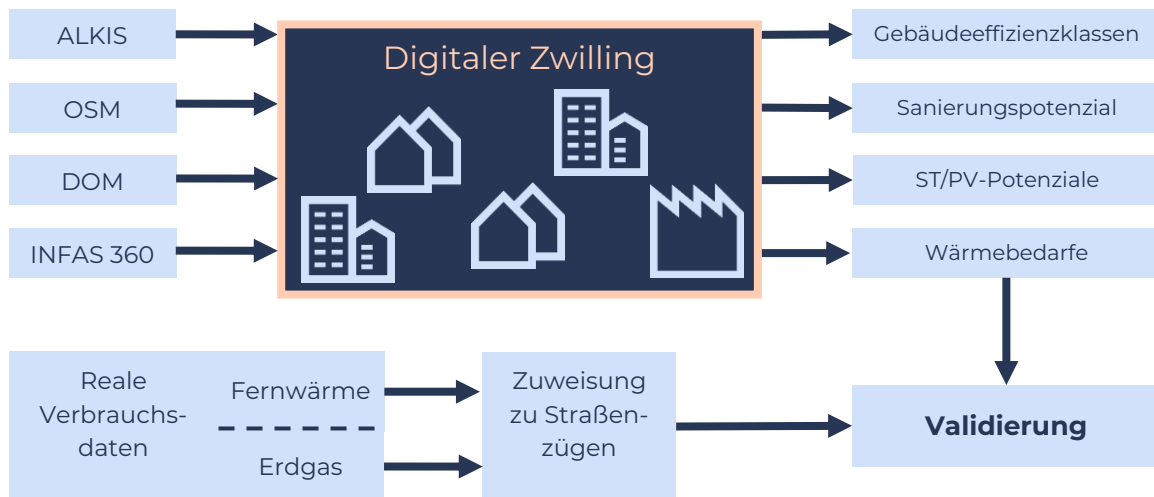 ALKIS
OSM
DOM
INFAS 360
Digitaler Zwilling
Gebäudeeffizienzklassen
Sanierungspotenzial
ST/PV-Potenziale
Wärmebedarfe
Reale
Verbrauchs-
daten
Fernwärme
Erdgas
Zuweisung
zu Straßen-
zügen
Validierung